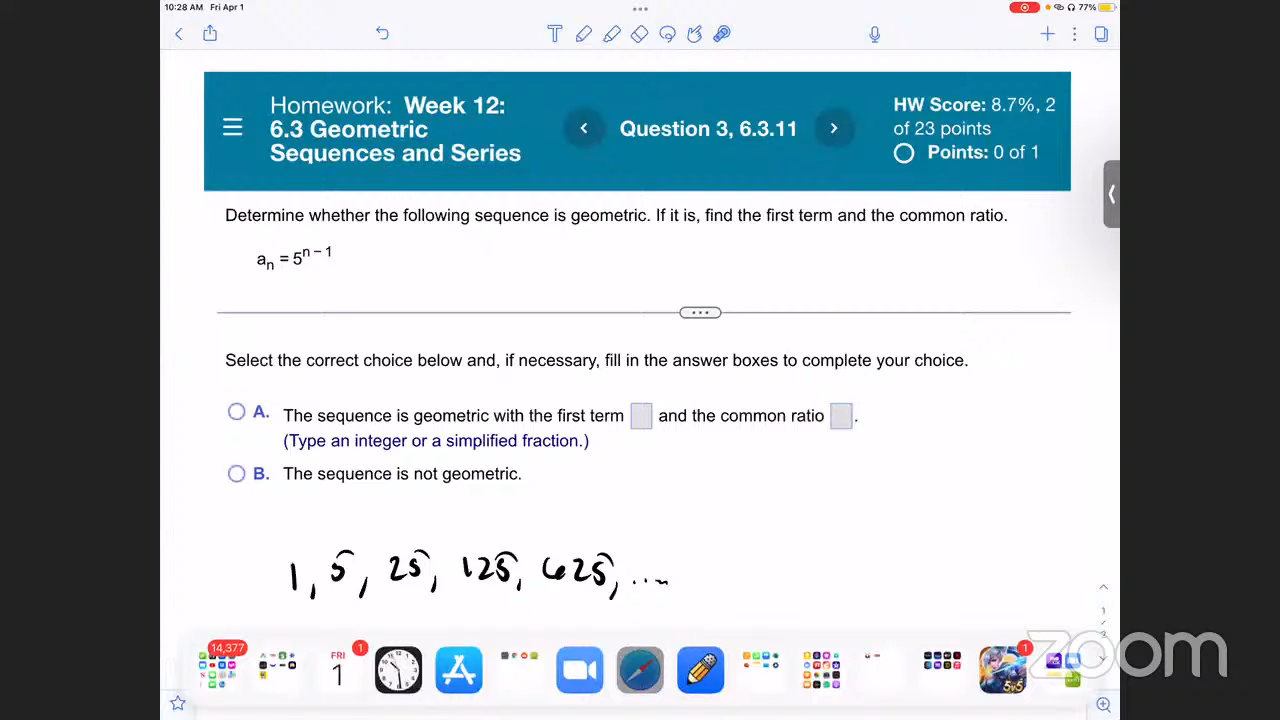 10:28 AM Fri Apr 1
77%
Homework: Week 12:
6.3 Geometric
Sequences and Series
Question 3, 6.3.11
HW Score: 8.7%, 2
of 23 points
Points: 0 of 1
Determine whether the following sequence is geometric. If it is, find the first term and the common ratio.
aₙ = 5ⁿ⁻¹
Select the correct choice below and, if necessary, fill in the answer boxes to complete your choice.
A. The sequence is geometric with the first term and the common ratio .
(Type an integer or a simplified fraction.)
B. The sequence is not geometric.
1, 5, 25, 125, 625, ...
14,377
FRI
1
1
1
5v5
zoom